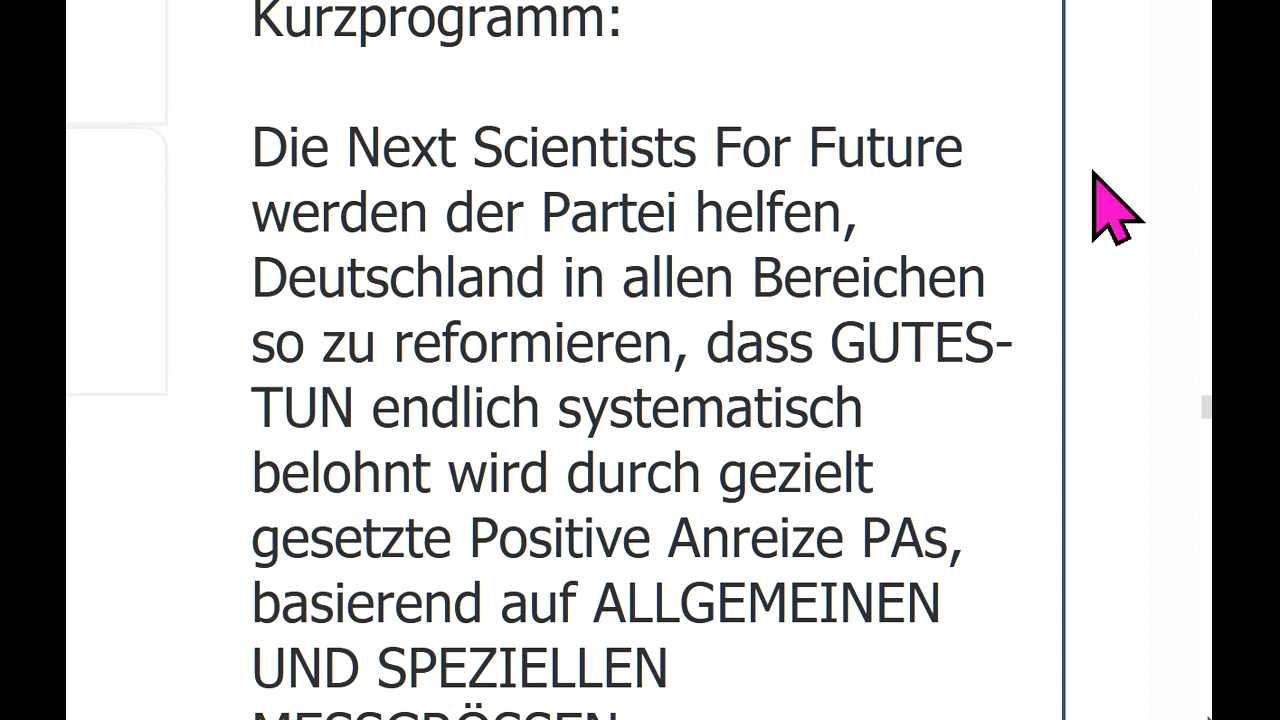 Kurzprogramm:
Die Next Scientists For Future
werden der Partei helfen,
Deutschland in allen Bereichen
so zu reformieren, dass GUTES-
TUN endlich systematisch
belohnt wird durch gezielt
gesetzte Positive Anreize PAs,
basierend auf ALLGEMEINEN
UND SPEZIELLEN
MESSGRÖSSEN